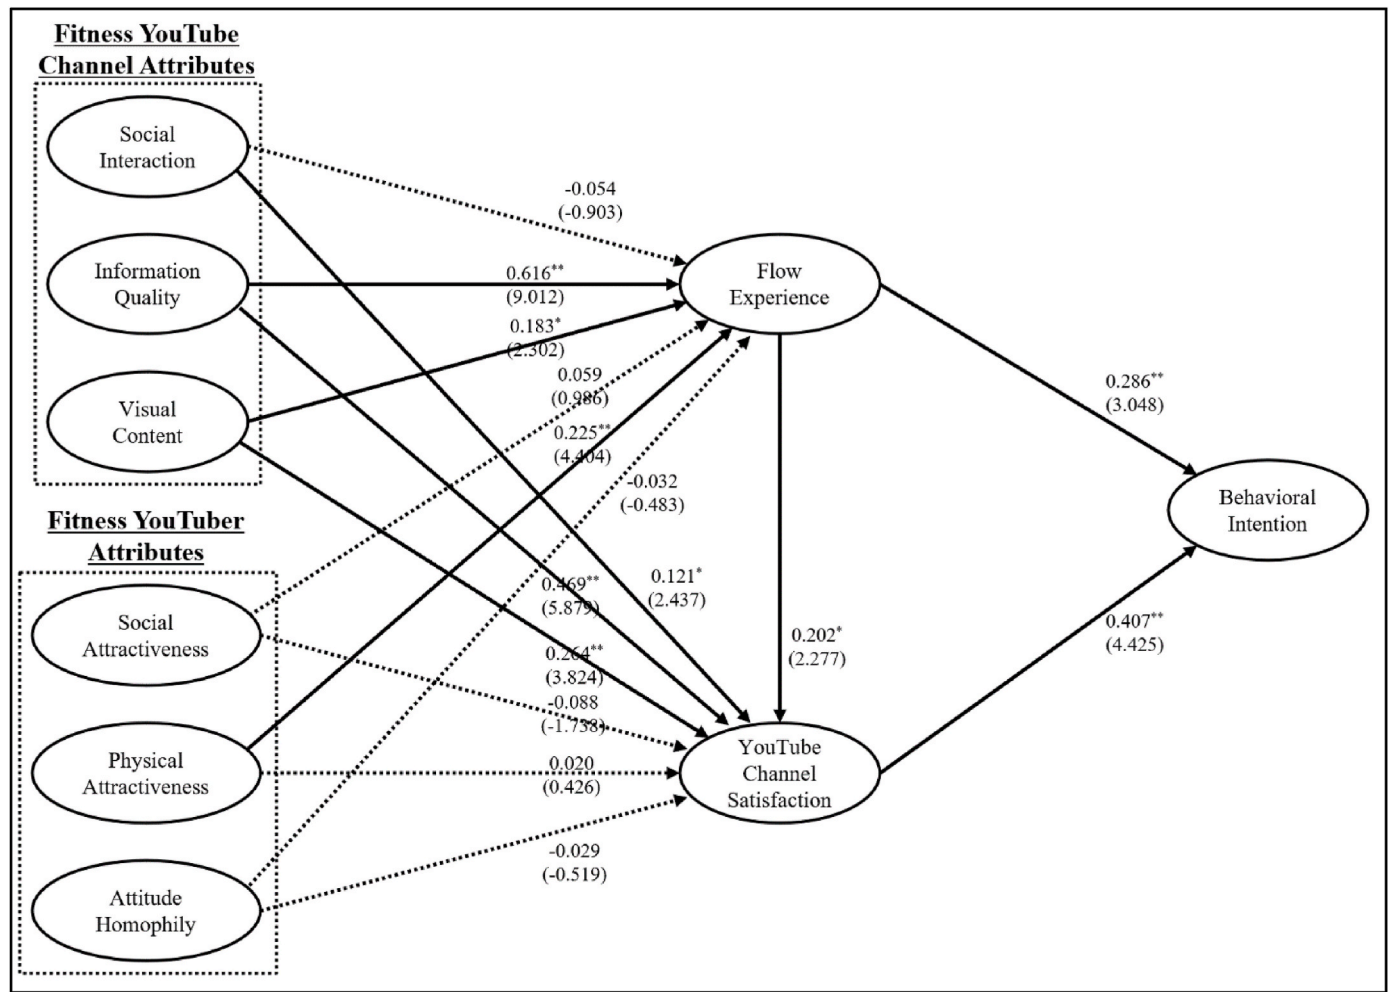 Fitness YouTube
Channel Attributes
Social
Interaction
Information
Quality
Visual
Content
Fitness YouTuber
Attributes
Social
Attractiveness
Physical
Attractiveness
Attitude
Homophily
-0.054
(-0.903)
0.616**
(9.012)
0.183*
(2.302)
0.059
(0.986)
0.225**
(4.404)
-0.032
(-0.483)
0.469**
(5.879)
0.121*
(2.437)
0.264**
(3.824)
-0.088
(-1.738)
0.020
(0.426)
-0.029
(-0.519)
Flow
Experience
0.202*
(2.277)
YouTube
Channel
Satisfaction
0.286**
(3.048)
0.407**
(4.425)
Behavioral
Intention